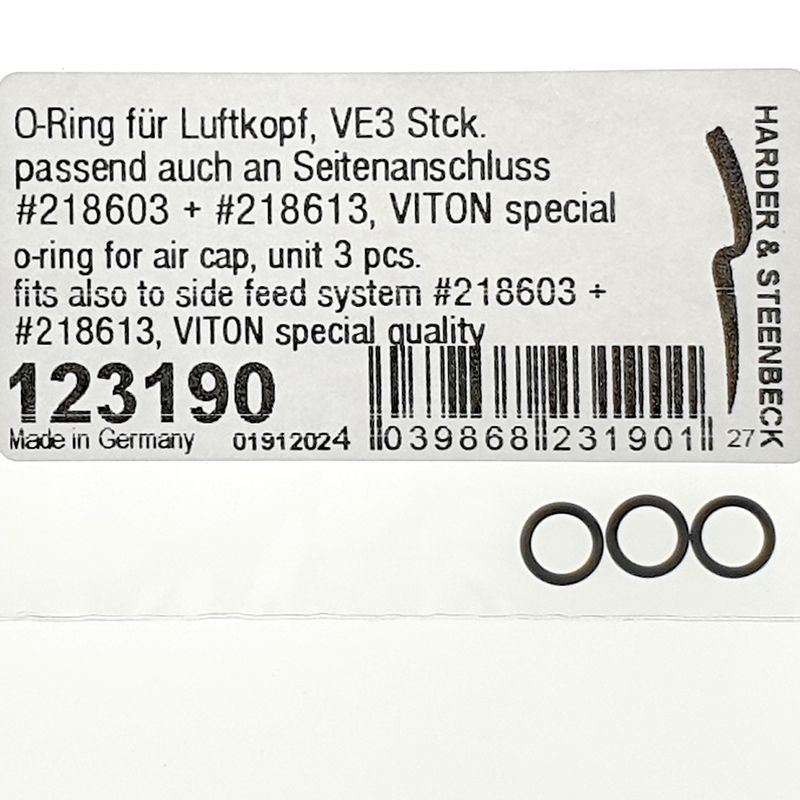 O-Ring für Luftkopf, VE3 Stck.
passend auch an Seitenanschluss
#218603 + #218613, VITON special
o-ring for air cap, unit 3 pcs.
fits also to side feed system #218603 +
#218613, VITON special quality
123190
Made in Germany 01912024
039868 231901 27
HARDER & STEENBECK